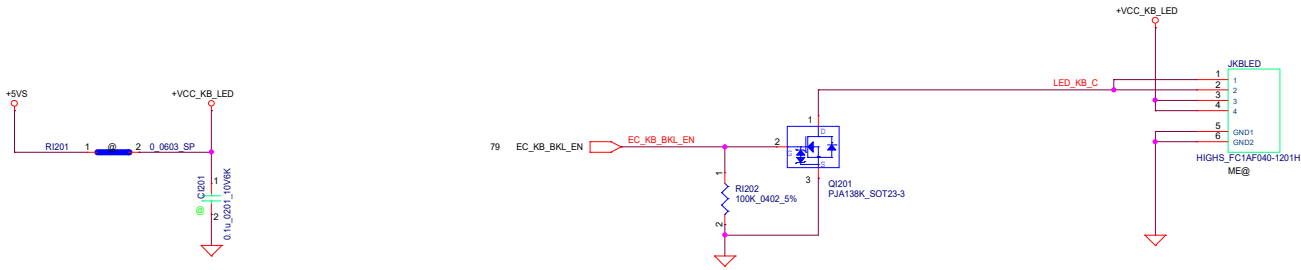 +5VS
+VCC_KB_LED
RI201
1
@
2
0_0603_SP
1
2
@
CI201
0.1u_0201_10V6K
79
EC_KB_BKL_EN
EC_KB_BKL_EN
2
1
D
G
S
3
QI201
PJA138K_SOT23-3
1
2
RI202
100K_0402_5%
LED_KB_C
+VCC_KB_LED
JKBLED
1 1
2 2
3 3
4 4
5 GND1
6 GND2
HIGHS_FC1AF040-1201H
ME@